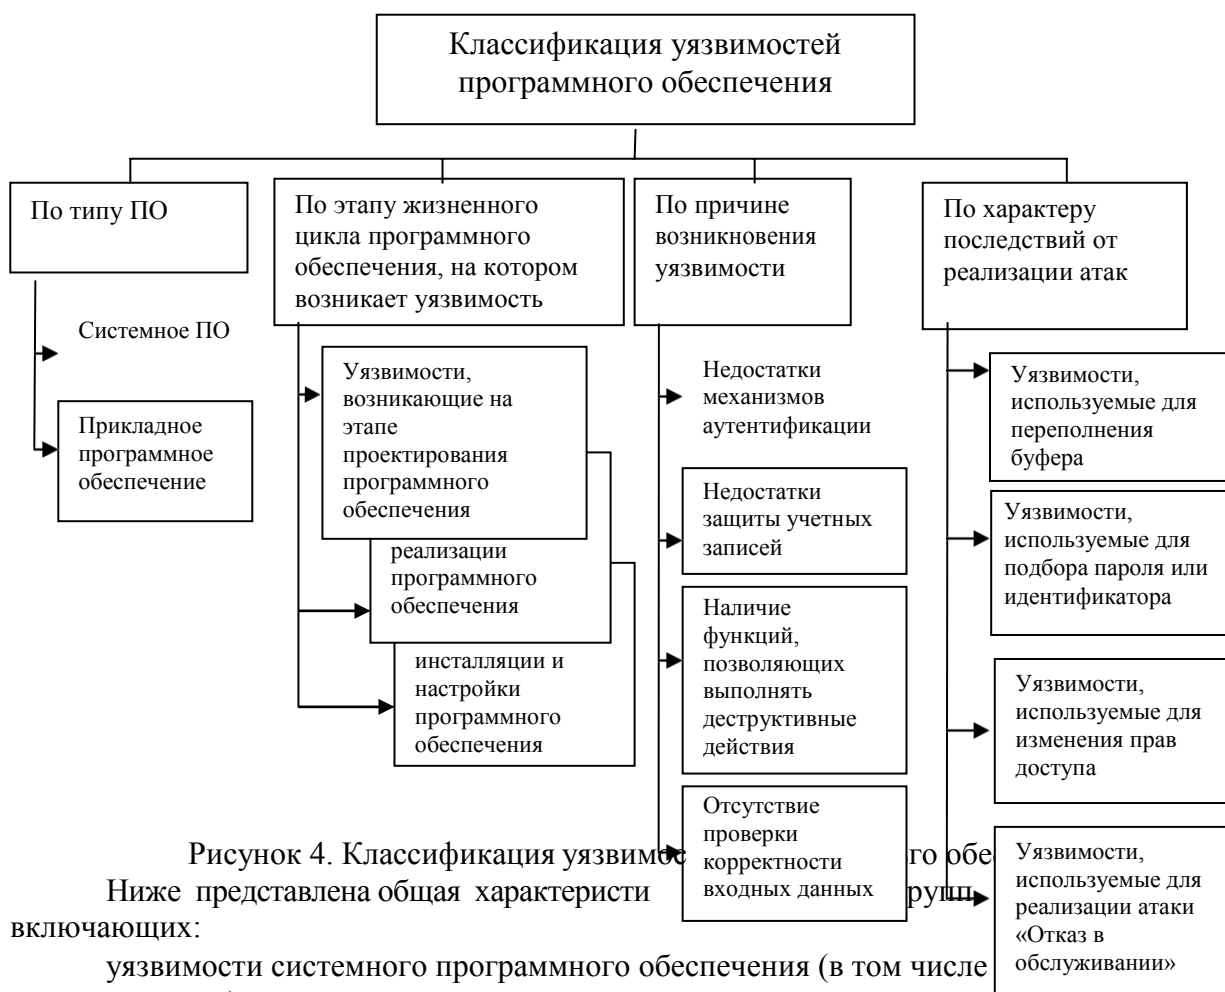 Классификация уязвимостей
программного обеспечения
По типу ПО
Системное ПО
Прикладное
программное
обеспечение
По этапу жизненного
цикла программного
обеспечения, на котором
возникает уязвимость
Уязвимости,
возникающие на
этапе
проектирования
программного
обеспечения
реализации
программного
обеспечения
инсталляции и
настройки
программного
обеспечения
По причине
возникновения
уязвимости
Недостатки
механизмов
аутентификации
Недостатки
защиты учетных
записей
Наличие
функций,
позволяющих
выполнять
деструктивные
действия
Отсутствие
проверки
корректности
входных данных
По характеру
последствий от
реализации атак
Уязвимости,
используемые для
переполнения
буфера
Уязвимости,
используемые для
подбора пароля или
идентификатора
Уязвимости,
используемые для
изменения прав
доступа
Уязвимости,
используемые для
реализации атаки
«Отказ в
обслуживании»
Рисунок 4. Классификация
Ниже представлена общая
включающих:
уязвимости системного программного обеспечения (в том числе